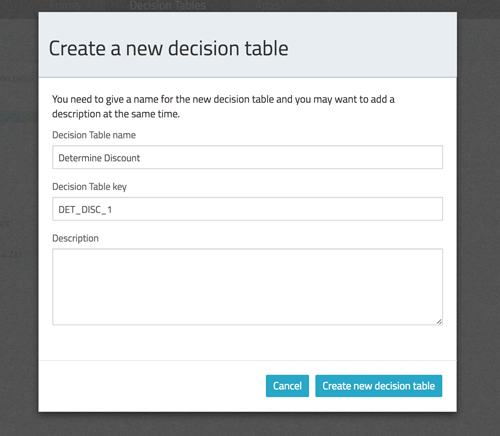 Decision Tables
Create a new decision table
You need to give a name for the new decision table and you may want to add a
description at the same time.
Decision Table name
Determine Discount
Decision Table key
DET_DISC_1
Description
Cancel
Create new decision table